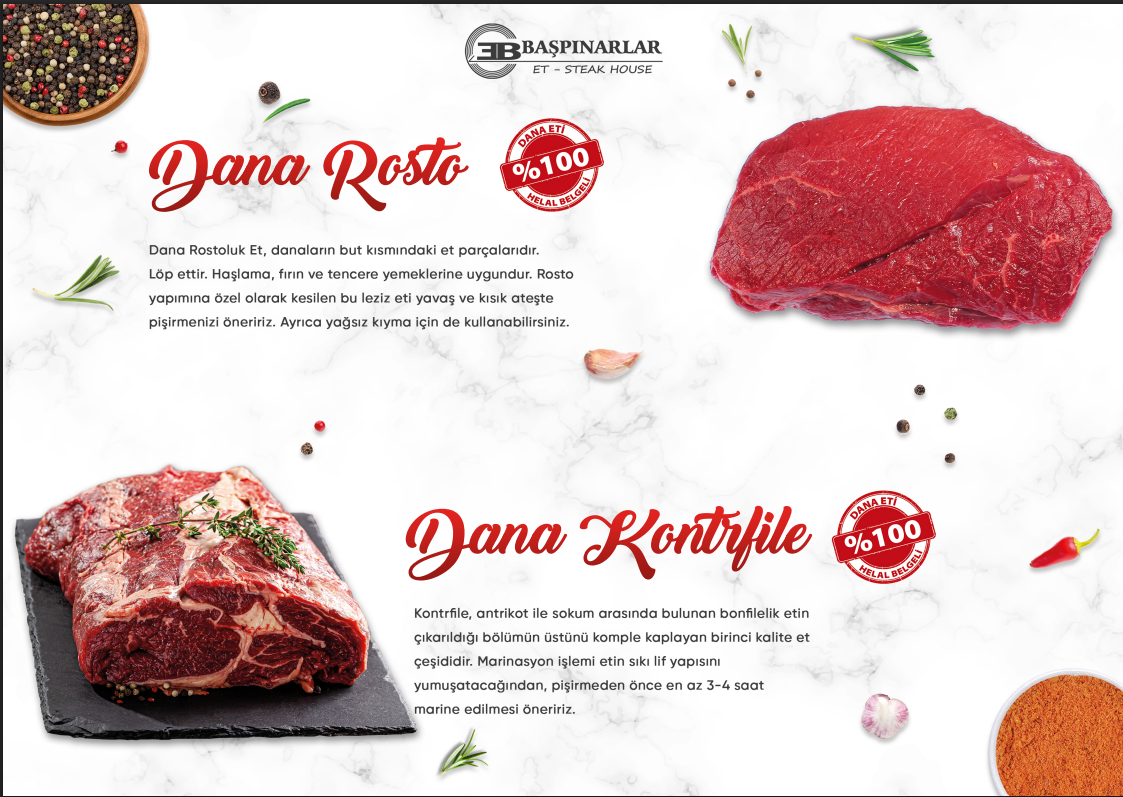 BAŞPINARLAR
ET - STEAK HOUSE
Dana Rosto
DANA ETİ
%100
HELAL BELGELİ
Dana Rostoluk Et, danaların but kısmındaki et parçalarıdır.
Löp ettir. Haşlama, fırın ve tencere yemeklerine uygundur. Rosto
yapımına özel olarak kesilen bu leziz eti yavaş ve kısık ateşte
pişirmenizi öneririz. Ayrıca yağsız kıyma için de kullanabilirsiniz.
Dana Kontrfile
DANA ETİ
%100
HELAL BELGELİ
Kontrfile, antrikot ile sokum arasında bulunan bonfilelik etin
çıkarıldığı bölümün üstünü komple kaplayan birinci kalite et
çeşididir. Marinasyon işlemi etin sıkı lif yapısını
yumuşatacağından, pişirmeden önce en az 3-4 saat
marine edilmesi öneririz.